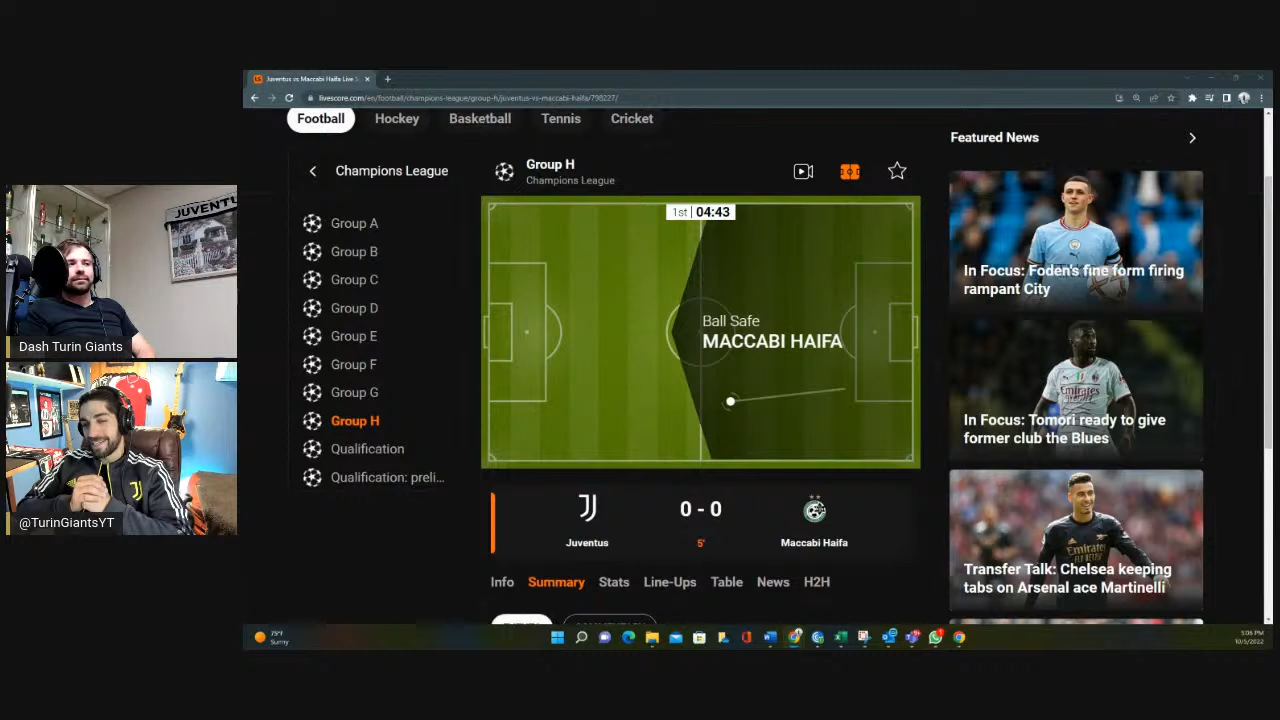 Juventus vs Maccabi Haifa Live S
livescore.com/en/football/champions-league/group-h/juventus-vs-maccabi-haifa/798227/
Football
Hockey
Basketball
Tennis
Cricket
Champions League
Group A
Group B
Group C
Group D
Group E
Group F
Group G
Group H
Qualification
Qualification: preli...
Group H
Champions League
1st | 04:43
Ball Safe
MACCABI HAIFA
Juventus
0 - 0
5'
Maccabi Haifa
Info
Summary
Stats
Line-Ups
Table
News
H2H
Featured News
In Focus: Foden's fine form firing
rampant City
In Focus: Tomori ready to give
former club the Blues
Transfer Talk: Chelsea keeping
tabs on Arsenal ace Martinelli
JUVENTU
Dash Turin Giants
@TurinGiantsYT
Sunny
5:05 PM
10/5/2022